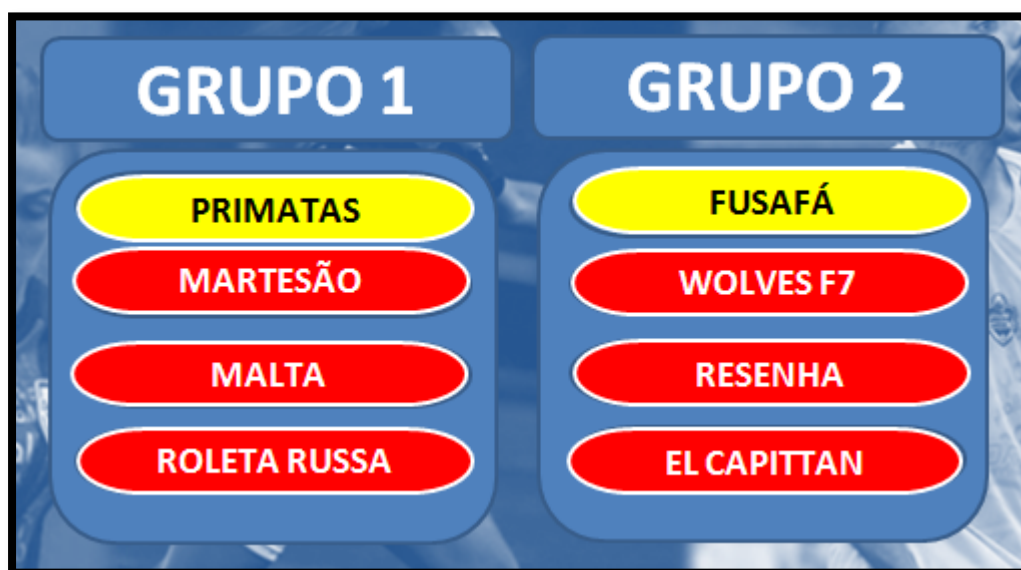 GRUPO 1
PRIMATAS
MARTESÃO
MALTA
ROLETA RUSSA
GRUPO 2
FUSAFÁ
WOLVES F7
RESENHA
EL CAPITTAN